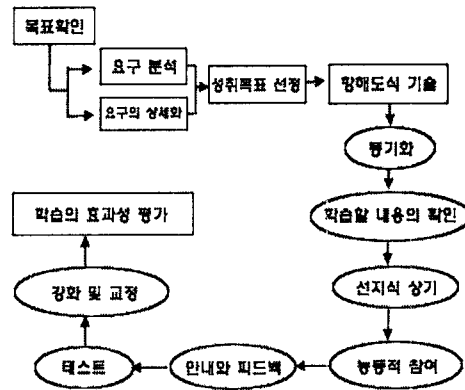 목표확인
요구 분석
요구의 상세화
성취목표 선정
항해도식 기술
동기화
학습할 내용의 확인
선지식 상기
능동적 참여
안내와 피드백
테스트
강화 및 교정
학습의 효과성 평가